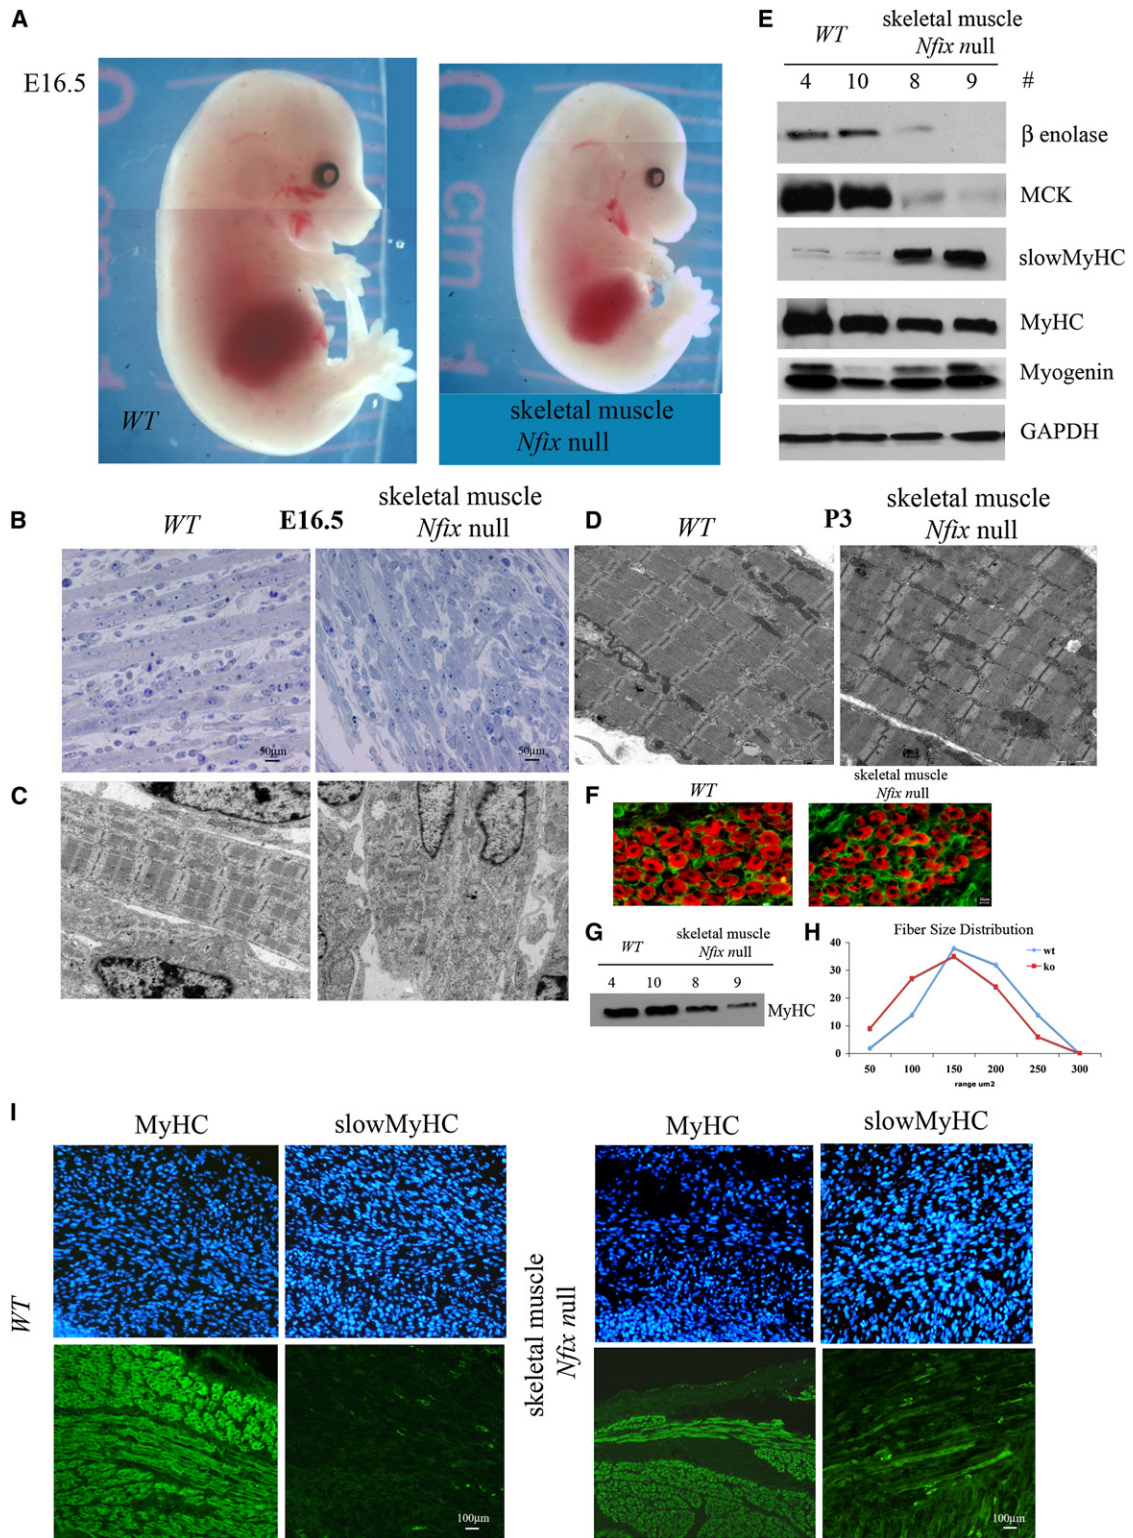 A
E16.5
WT
skeletal muscle
Nfix null
E
WT
skeletal muscle
Nfix null
4 10 8 9 #
β enolase
MCK
slowMyHC
MyHC
Myogenin
GAPDH
B
WT
E16.5
skeletal muscle
Nfix null
50µm
50µm
C
D
WT
P3
skeletal muscle
Nfix null
F
WT
skeletal muscle
Nfix null
G
WT
skeletal muscle
Nfix null
4 10 8 9
MyHC
H
Fiber Size Distribution
wt
ko
40
30
20
10
0
50 100 150 200 250 300
range um2
I
MyHC slowMyHC
WT
100µm
skeletal muscle
Nfix null
MyHC slowMyHC
100µm